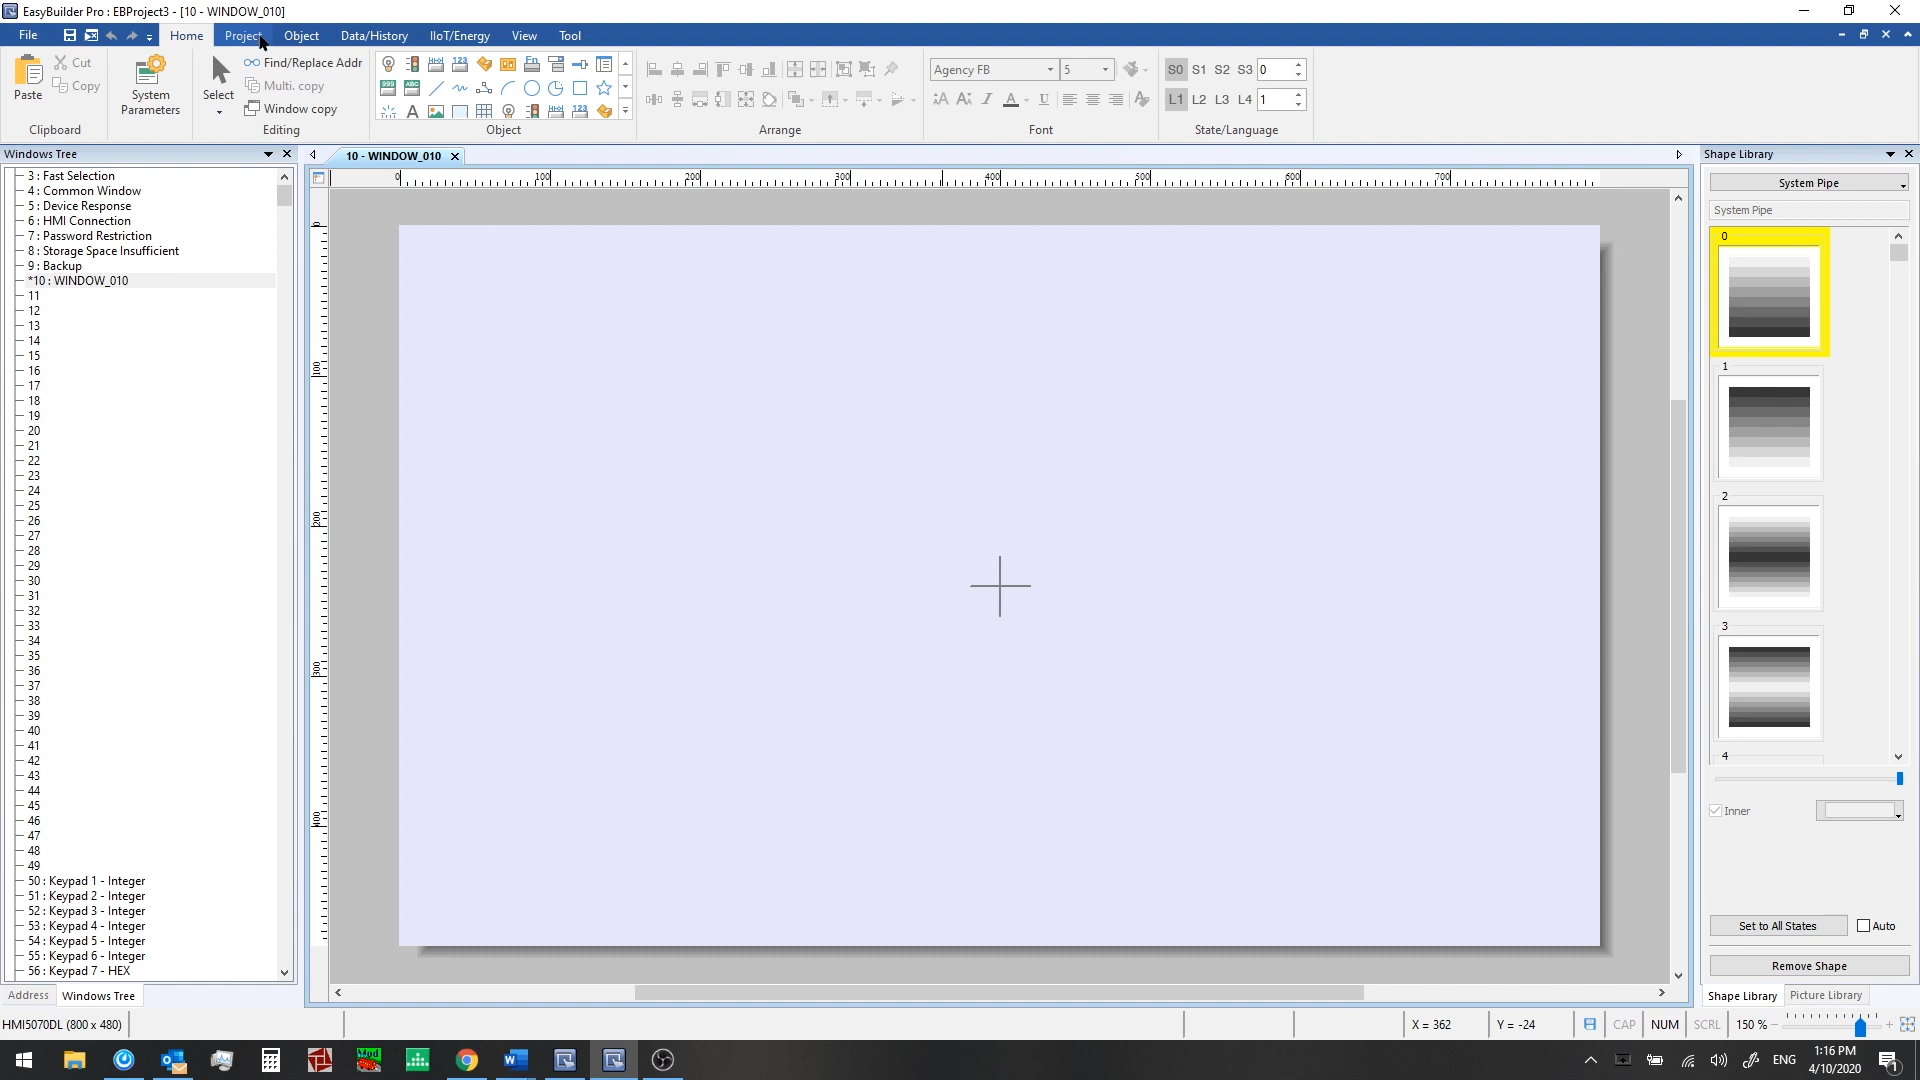 EasyBuilder Pro : EBProject3 - [10 - WINDOW_010]
File Home Project Object Data/History IIoT/Energy View Tool
Paste Cut Copy
Clipboard
System Parameters
Select Find/Replace Addr
Multi. copy
Window copy
Editing
Object
Arrange
Agency FB 5
Font
S0 S1 S2 S3 0
L1 L2 L3 L4 1
State/Language
Windows Tree
3 : Fast Selection
4 : Common Window
5 : Device Response
6 : HMI Connection
7 : Password Restriction
8 : Storage Space Insufficient
9 : Backup
*10 : WINDOW_010
11
12
13
14
15
16
17
18
19
20
21
22
23
24
25
26
27
28
29
30
31
32
33
34
35
36
37
38
39
40
41
42
43
44
45
46
47
48
49
50 : Keypad 1 - Integer
51 : Keypad 2 - Integer
52 : Keypad 3 - Integer
53 : Keypad 4 - Integer
54 : Keypad 5 - Integer
55 : Keypad 6 - Integer
56 : Keypad 7 - HEX
Address Windows Tree
10 - WINDOW_010
0 100 200 300 400 500 600 700
0
100
200
300
400
Shape Library
System Pipe
System Pipe
0
1
2
3
4
Inner
Set to All States Auto
Remove Shape
Shape Library Picture Library
HMI5070DL (800 x 480) X = 362 Y = -24 CAP NUM SCRL 150 %
ENG 1:16 PM
4/10/2020
1